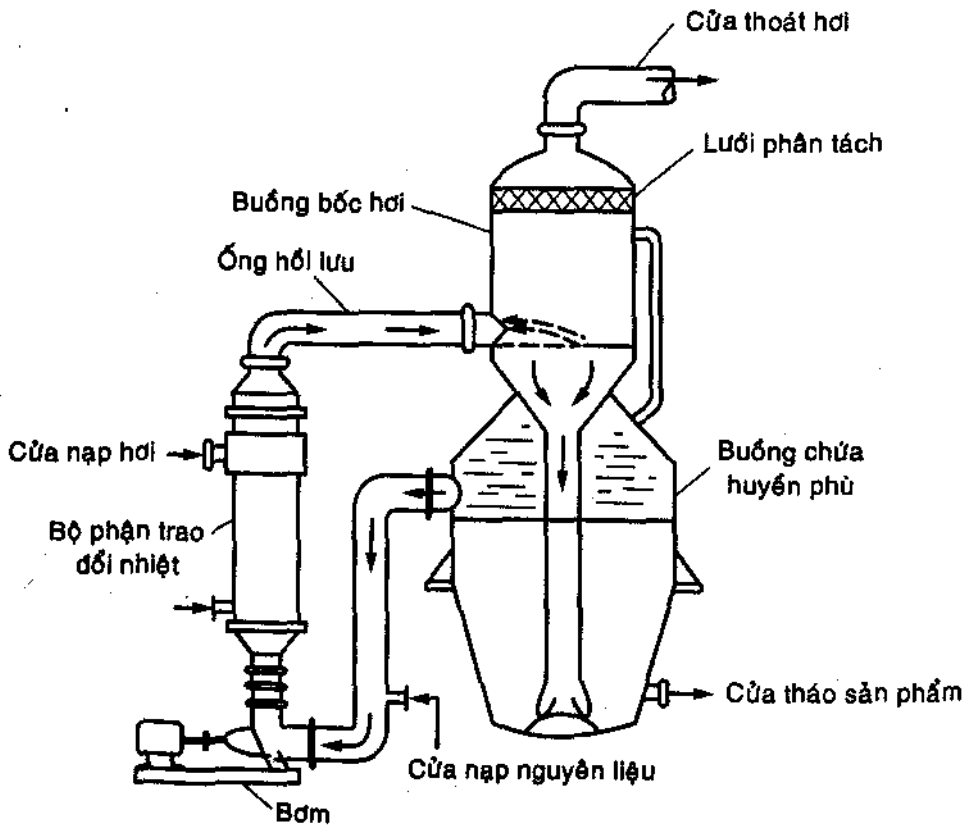 Cửa thoát hơi
Lưới phân tách
Buồng bốc hơi
Ống hồi lưu
Cửa nạp hơi
Buồng chứa
huyền phù
Bộ phận trao
đổi nhiệt
Cửa tháo sản phẩm
Cửa nạp nguyên liệu
Bơm